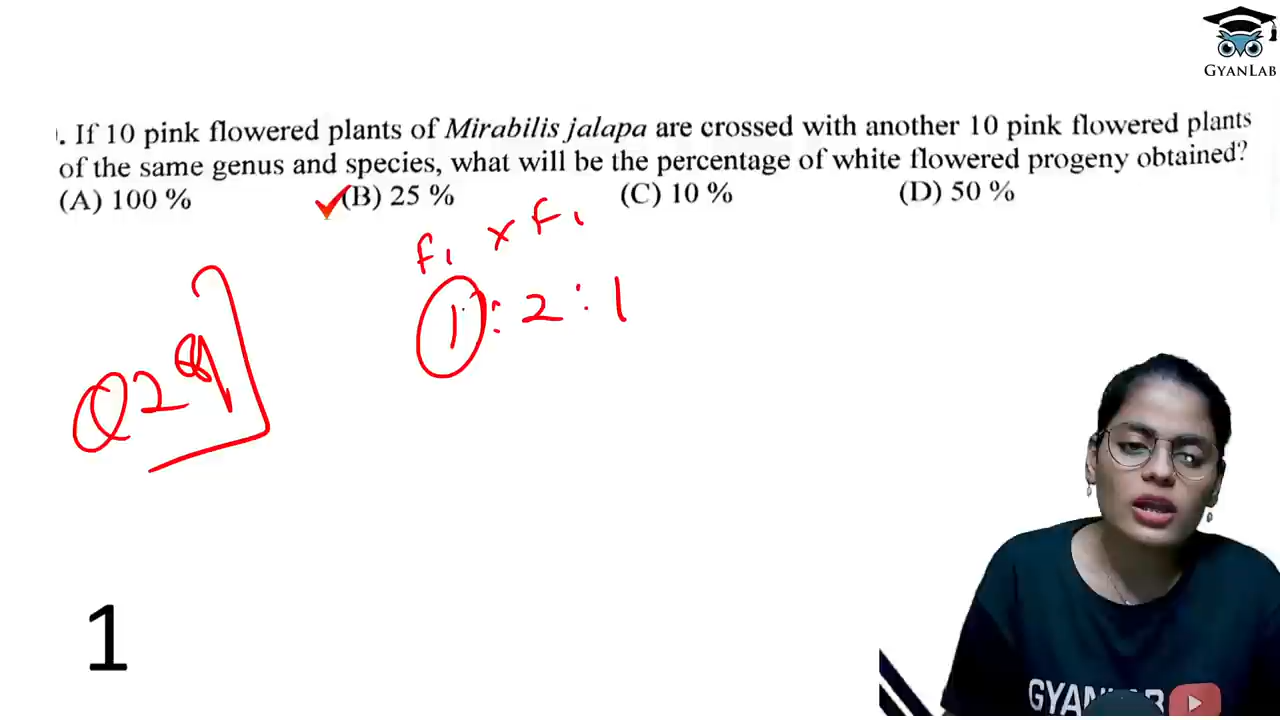 GYANLAB
. If 10 pink flowered plants of Mirabilis jalapa are crossed with another 10 pink flowered plants
of the same genus and species, what will be the percentage of white flowered progeny obtained?
(A) 100 % (B) 25 % (C) 10 % (D) 50 %
F1 x F1
1 : 2 : 1
Q2
1